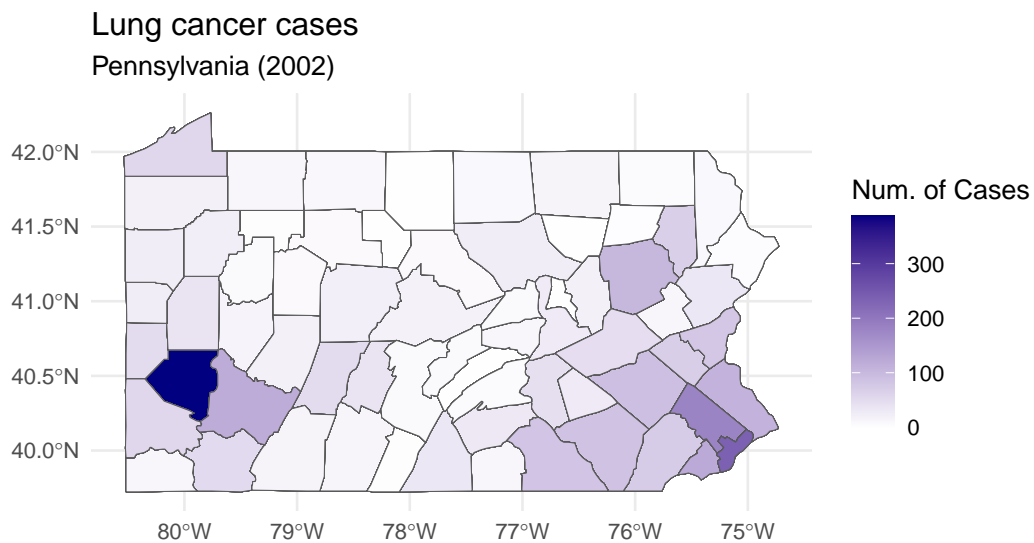 Lung cancer cases
Pennsylvania (2002)
42.0°N
41.5°N
41.0°N
40.5°N
40.0°N
80°W
79°W
78°W
77°W
76°W
75°W
Num. of Cases
300
200
100
0